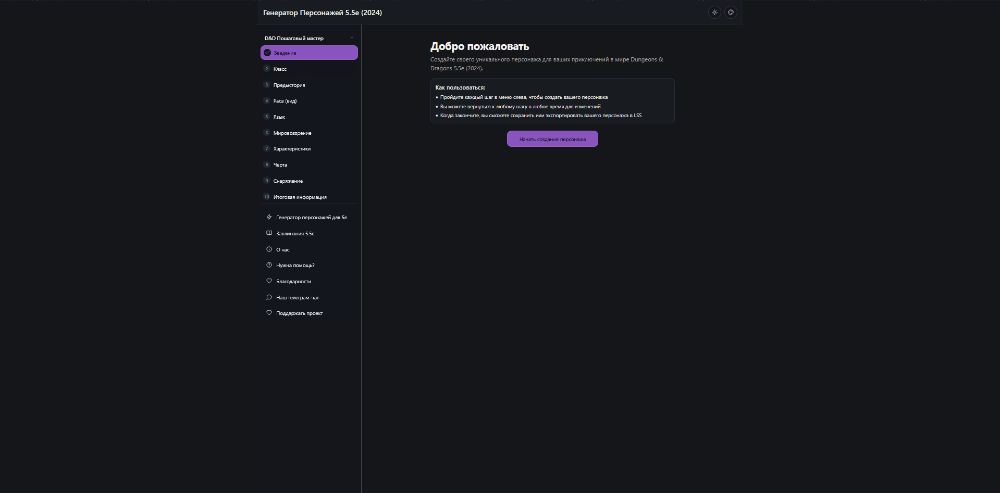 Генератор Персонажей 5.5е (2024)
D&D Пошаговый мастер
Введение
2 Класс
3 Предыстория
4 Раса (вид)
5 Язык
6 Мировоззрение
7 Характеристики
8 Черта
9 Снаряжение
10 Итоговая информация
Генератор персонажей для 5е
Заклинания 5.5е
О нас
Нужна помощь?
Благодарности
Наш телеграм-чат
Поддержать проект
Добро пожаловать
Создайте своего уникального персонажа для ваших приключений в мире Dungeons &
Dragons 5.5e (2024).
Как пользоваться:
• Пройдите каждый шаг в меню слева, чтобы создать вашего персонажа
• Вы можете вернуться к любому шагу в любое время для изменений
• Когда закончите, вы сможете сохранить или экспортировать вашего персонажа в LSS
Начать создание персонажа